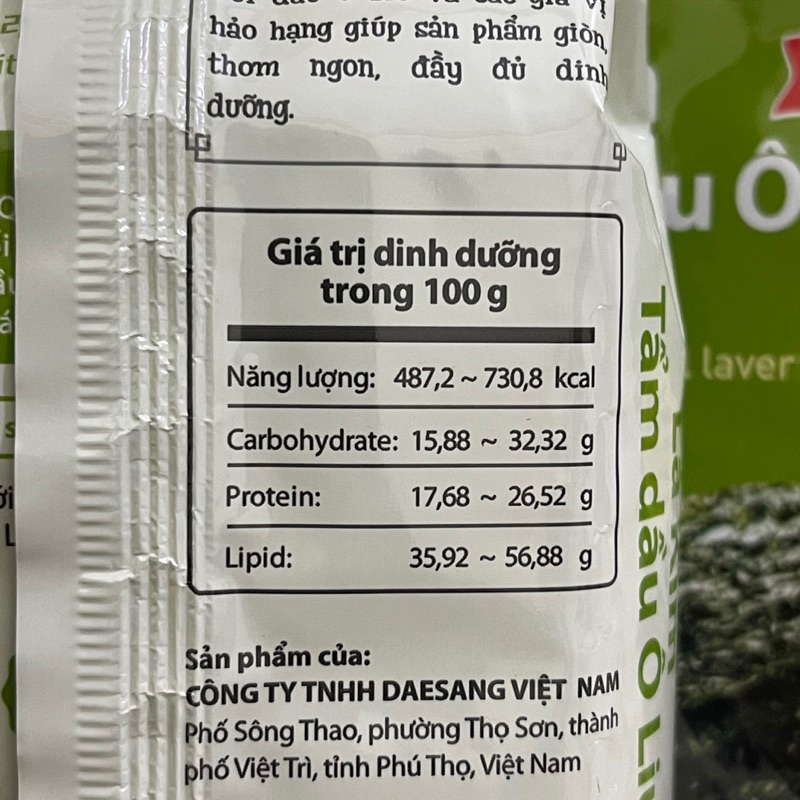 hảo hạng giúp sản phẩm giòn,
thơm ngon, đầy đủ dinh
dưỡng.
Giá trị dinh dưỡng
trong 100 g
Năng lượng: 487,2 ~ 730,8 kcal
Carbohydrate: 15,88 ~ 32,32 g
Protein: 17,68 ~ 26,52 g
Lipid: 35,92 ~ 56,88 g
Sản phẩm của:
CÔNG TY TNHH DAESANG VIỆT NAM
Phố Sông Thao, phường Thọ Sơn, thành
phố Việt Trì, tỉnh Phú Thọ, Việt Nam
Tẩm dầu Ô Li
u Ô
laver